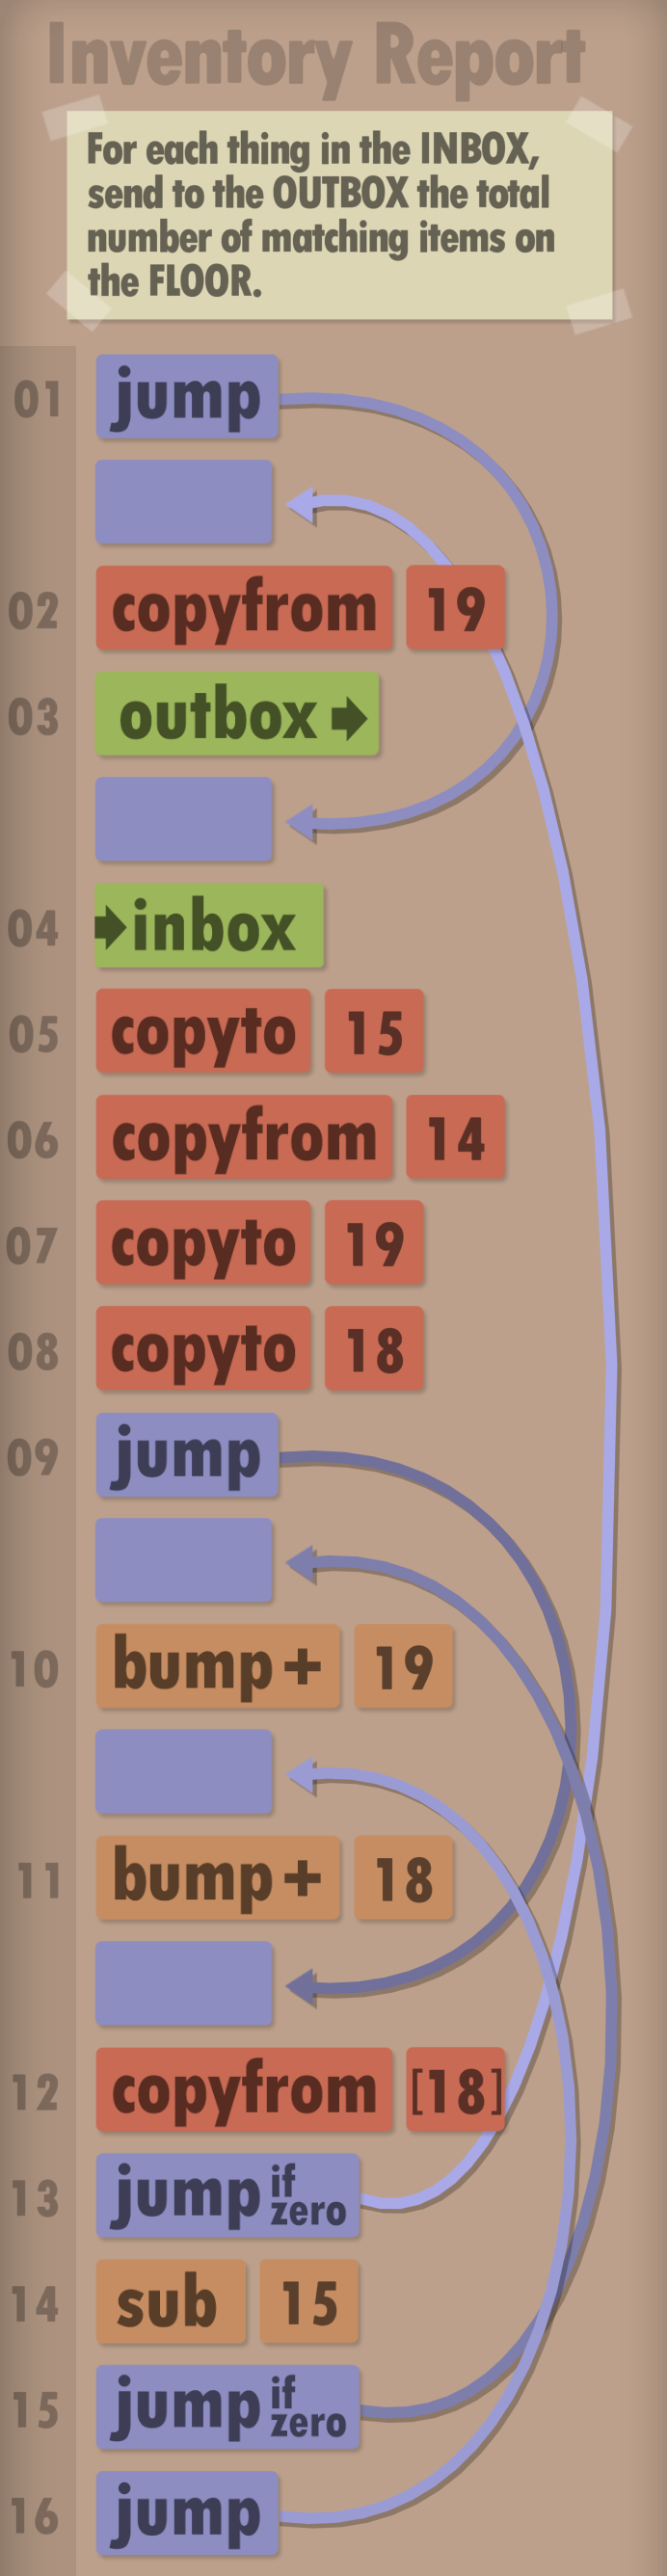 Inventory Report
For each thing in the INBOX,
send to the OUTBOX the total
number of matching items on
the FLOOR.
01 jump
02 copyfrom 19
03 outbox
04 inbox
05 copyto 15
06 copyfrom 14
07 copyto 19
08 copyto 18
09 jump
10 bump+ 19
11 bump+ 18
12 copyfrom [18]
13 jump if zero
14 sub 15
15 jump if zero
16 jump